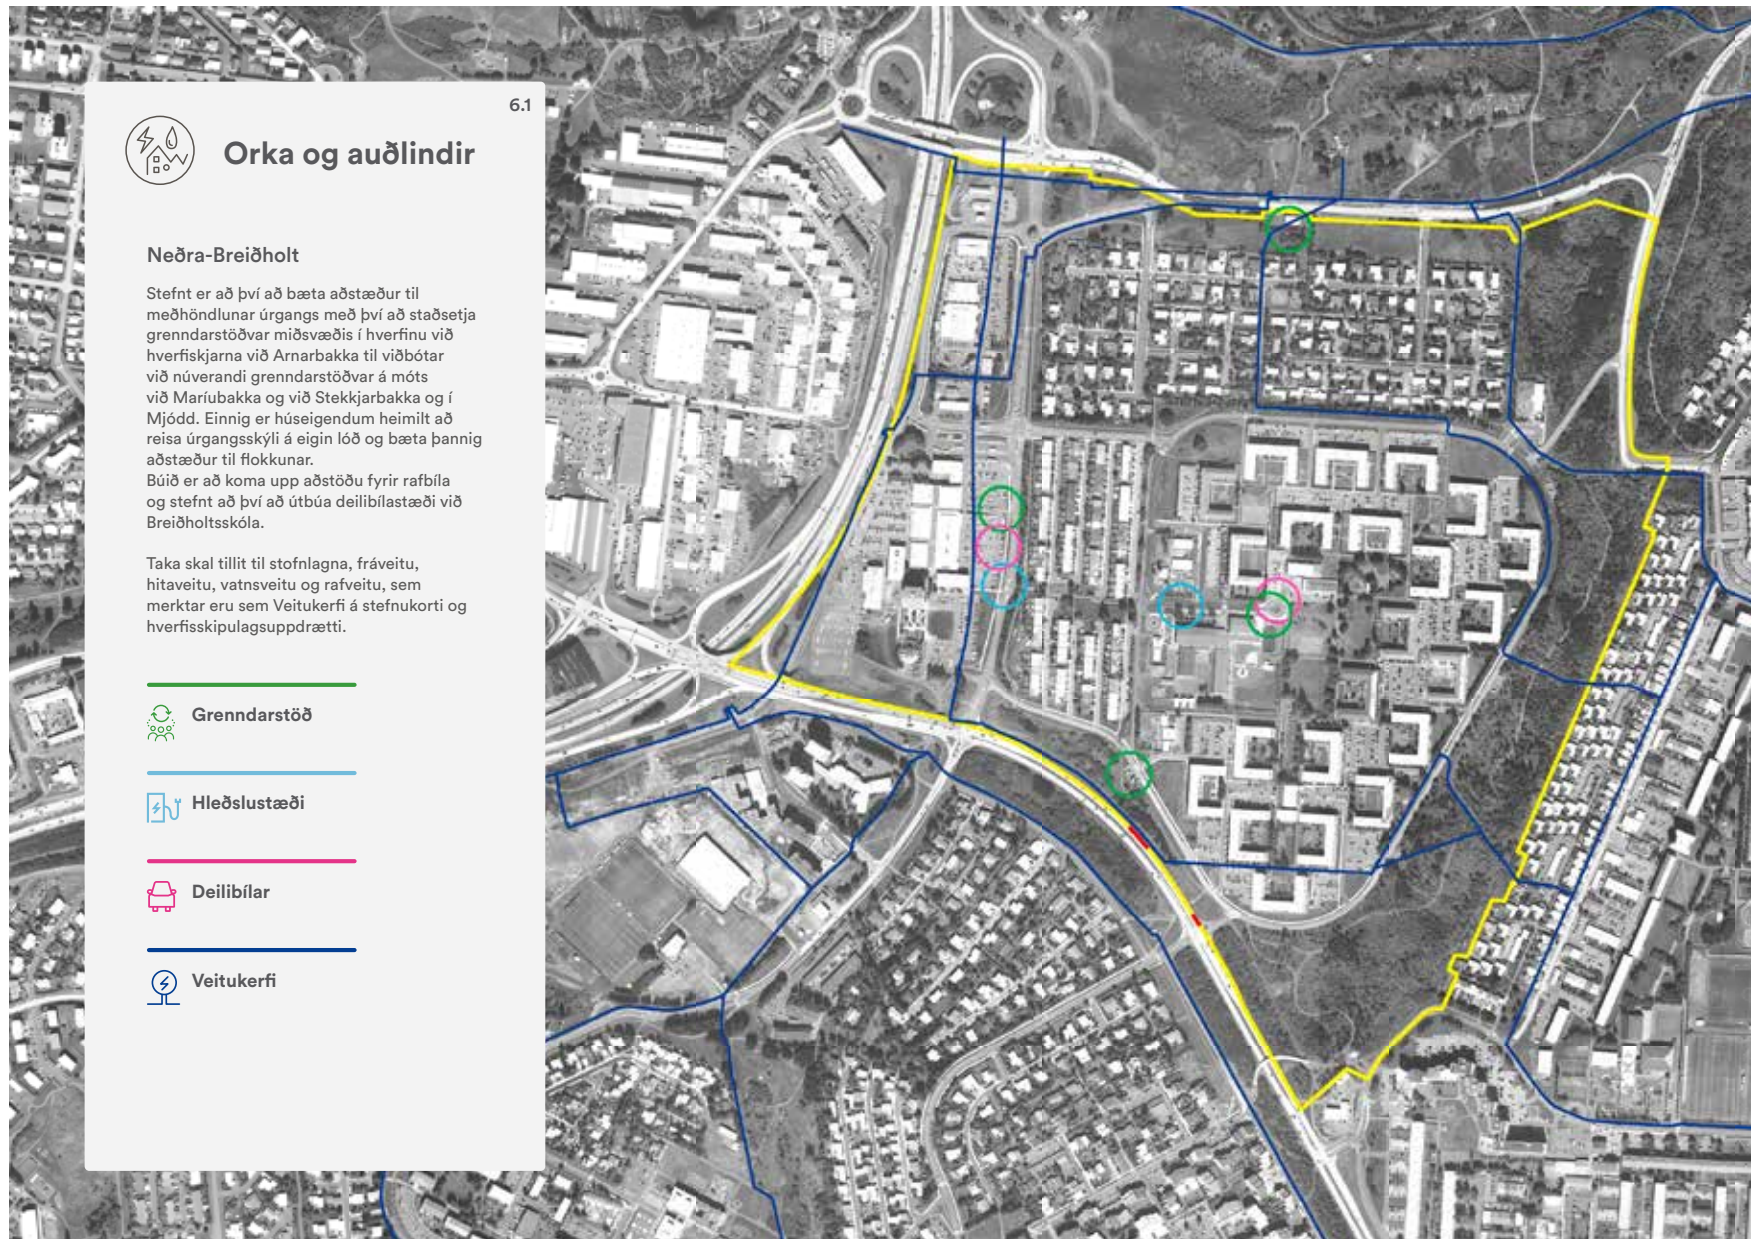 6.1
Orka og auðlindir
Neðra-Breiðholt
Stefnt er að því að bæta aðstæður til
meðhöndlunar úrgangs með því að staðsetja
grenndarstöðvar miðsvæðis í hverfinu við
hverfiskjarna við Arnarbakka til viðbótar
við núverandi grenndarstöðvar á móts
við Maríubakka og við Stekkjarbakka og í
Mjódd. Einnig er húseigendum heimilt að
reisa úrgangsskýli á eigin lóð og bæta þannig
aðstæður til flokkunar.
Búið er að koma upp aðstöðu fyrir rafbíla
og stefnt að því að útbúa deilibílastæði við
Breiðholtsskóla.
Taka skal tillit til stofnlagna, fráveitu,
hitaveitu, vatnsveitu og rafveitu, sem
merktar eru sem Veitukerfi á stefnukorti og
hverfisskipulagsuppdrætti.
Grenndarstöð
Hleðslustæði
Deilibílar
Veitukerfi